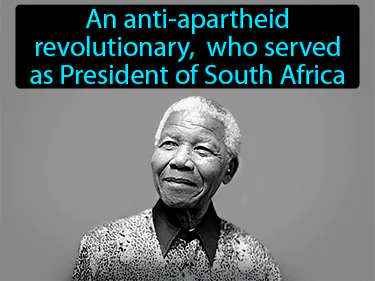 An anti-apartheid
revolutionary,  who served
as President of South Africa